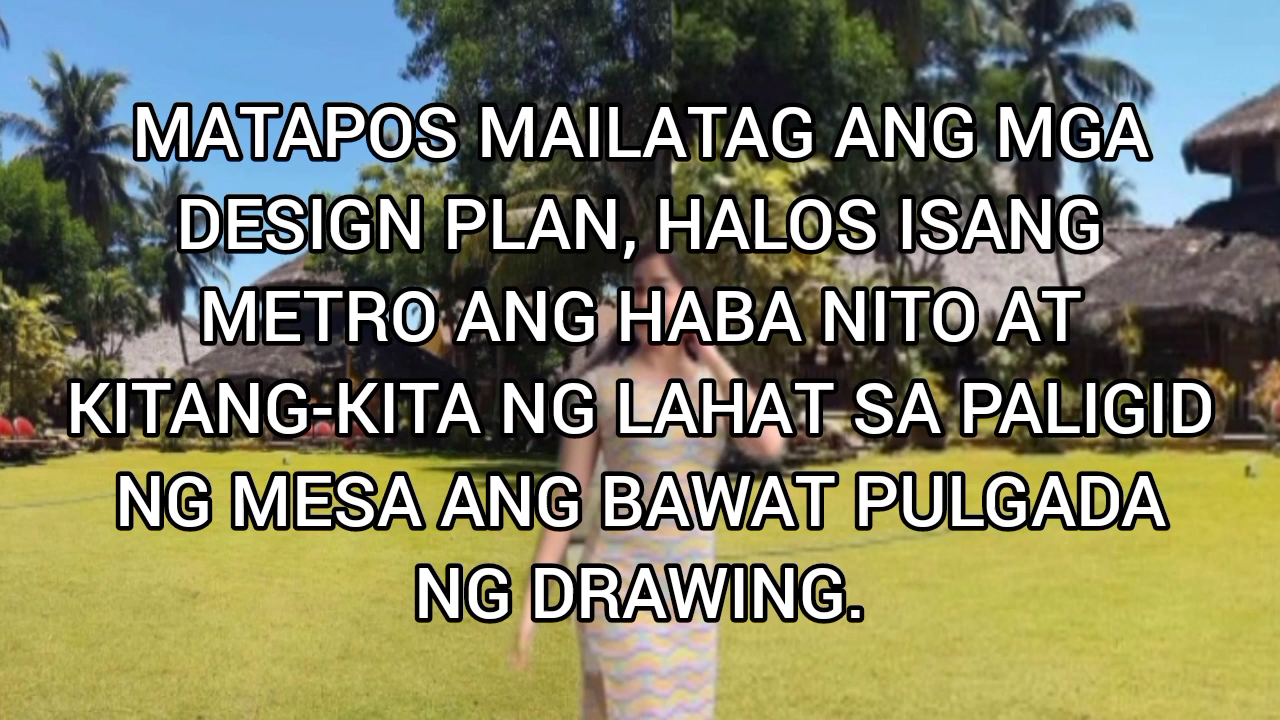 MATAPOS MAILATAG ANG MGA
DESIGN PLAN, HALOS ISANG
METRO ANG HABA NITO AT
KITANG-KITA NG LAHAT SA PALIGID
NG MESA ANG BAWAT PULGADA
NG DRAWING.